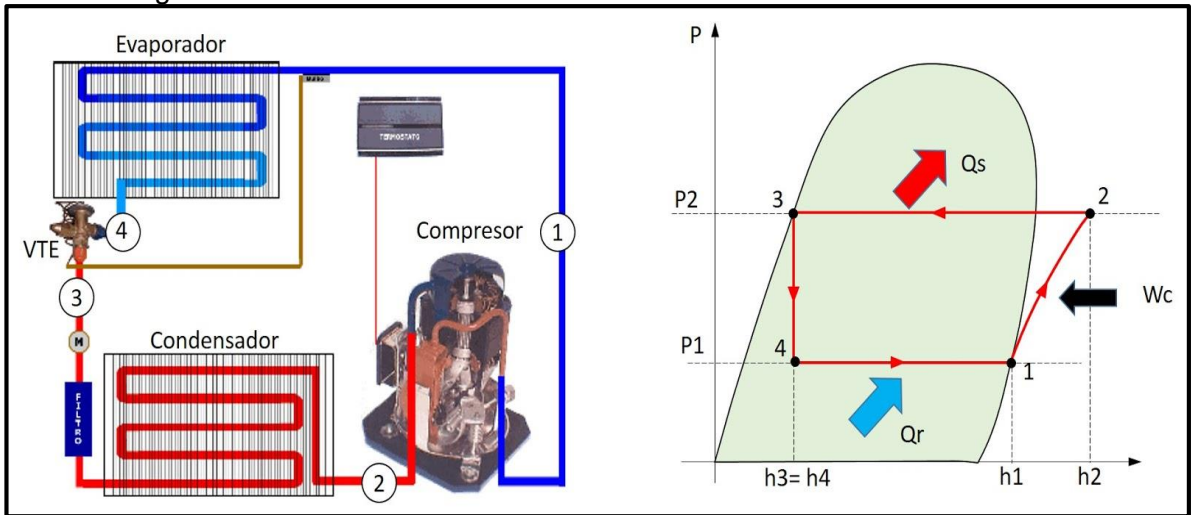 Evaporador
TERMOSTATO
VTE
4
3
M
FILTRO
Condensador
2
Compresor
1
P
P2
P1
3
2
4
1
Qs
Wc
Qr
h3= h4
h1
h2